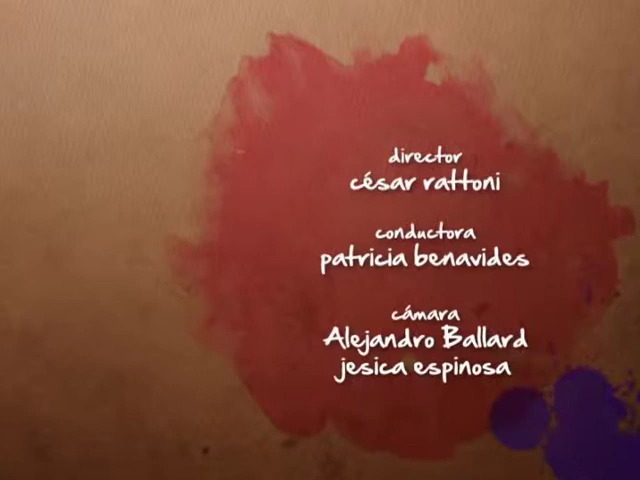 director
césar rattoni
conductora
patricia benavides
cámara
Alejandro Ballard
jesica espinosa